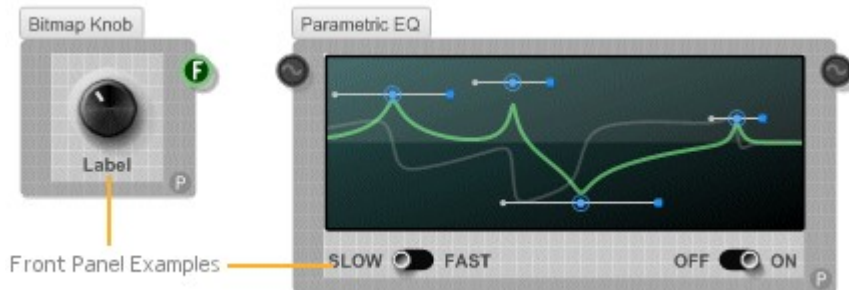 Bitmap Knob
Parametric EQ
F
Label
P
Front Panel Examples
SLOW FAST
OFF ON
P